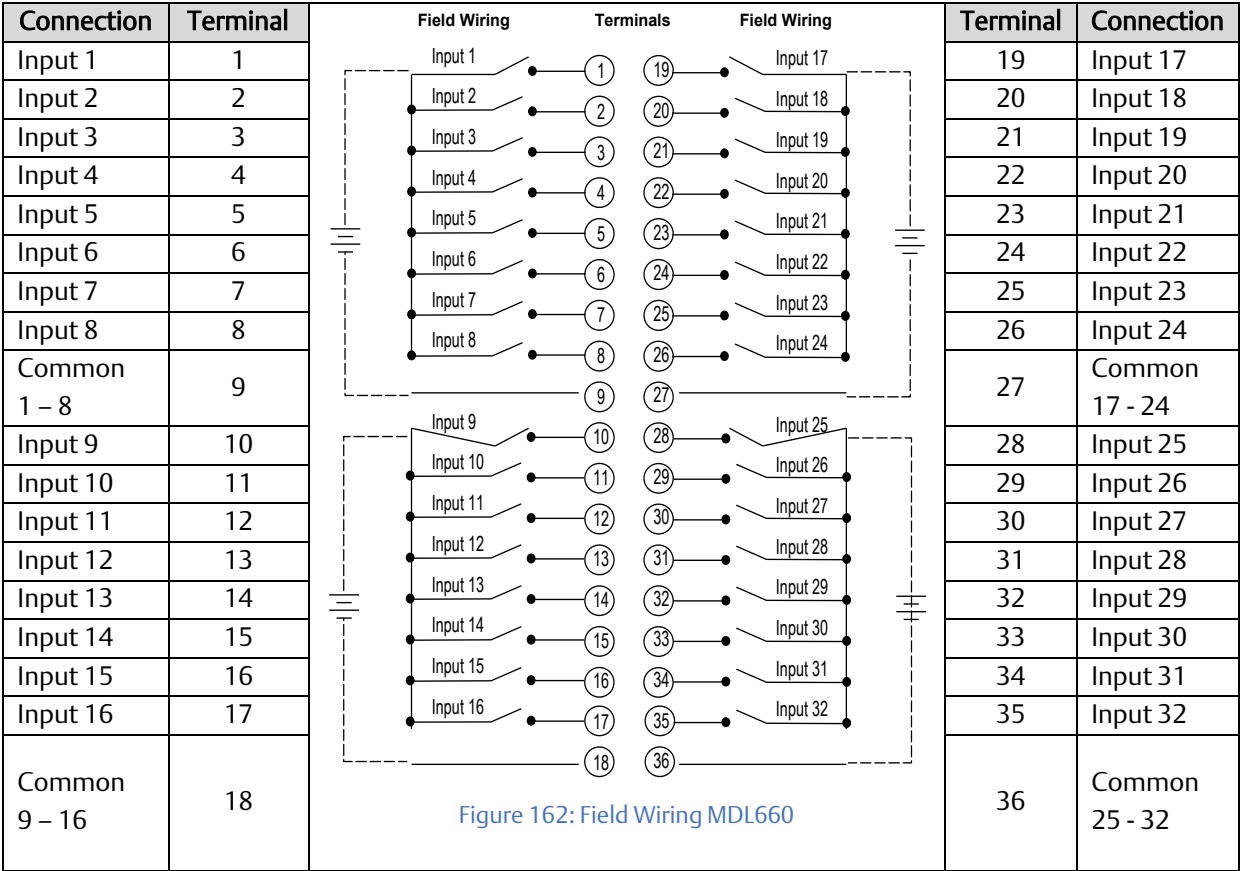 Connection Terminal Field Wiring Terminals Field Wiring Terminal Connection
Input 1 1 Input 1 1 19 Input 17 19 Input 17
Input 2 2 Input 2 2 20 Input 18 20 Input 18
Input 3 3 Input 3 3 21 Input 19 21 Input 19
Input 4 4 Input 4 4 22 Input 20 22 Input 20
Input 5 5 Input 5 5 23 Input 21 23 Input 21
Input 6 6 Input 6 6 24 Input 22 24 Input 22
Input 7 7 Input 7 7 25 Input 23 25 Input 23
Input 8 8 Input 8 8 26 Input 24 26 Input 24
Common
1 – 8 9 9 27 27 Common
17 - 24
Input 9 10 Input 9 10 28 Input 25 28 Input 25
Input 10 11 Input 10 11 29 Input 26 29 Input 26
Input 11 12 Input 11 12 30 Input 27 30 Input 27
Input 12 13 Input 12 13 31 Input 28 31 Input 28
Input 13 14 Input 13 14 32 Input 29 32 Input 29
Input 14 15 Input 14 15 33 Input 30 33 Input 30
Input 15 16 Input 15 16 34 Input 31 34 Input 31
Input 16 17 Input 16 17 35 Input 32 35 Input 32
Common
9 – 16 18 18 36 36 Common
25 - 32
Figure 162: Field Wiring MDL660